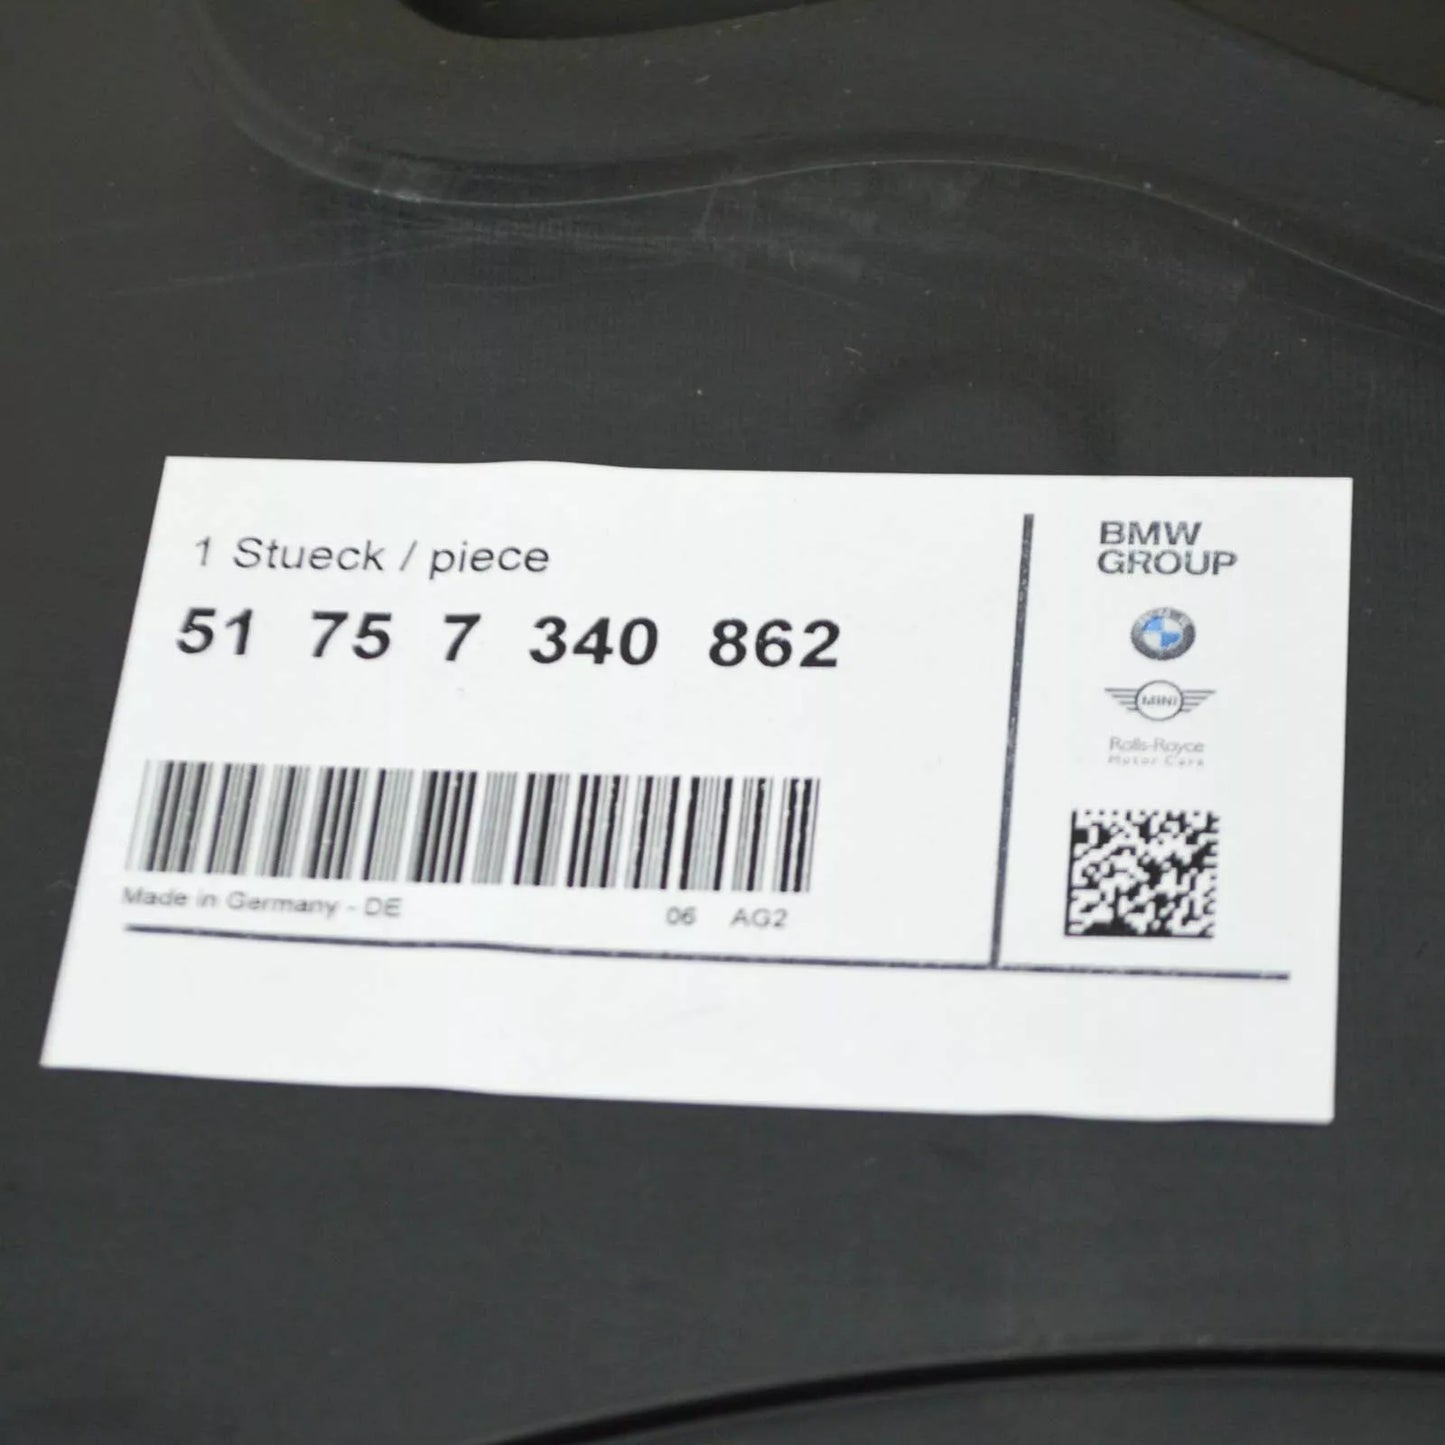 1 Stueck / piece
51 75 7 340 862
Made in Germany - DE
06 AG2
BMW
GROUP
MINI
Rolls-Royce
Motor Cars